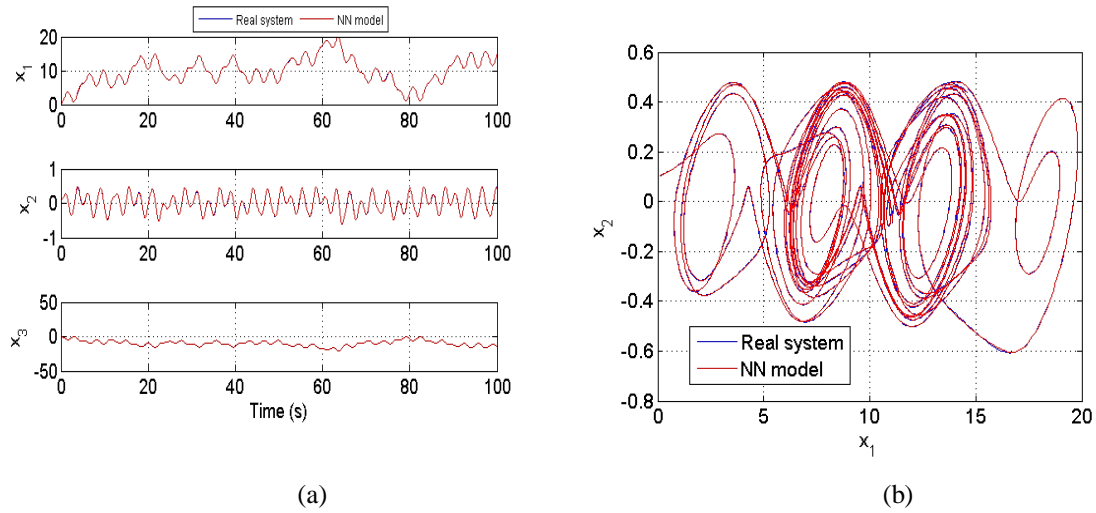 Real system NN model
20
10
0
x1
0 20 40 60 80 100
1
0
-1
x2
0 20 40 60 80 100
50
0
-50
x3
0 20 40 60 80 100
Time (s)
(a)
0.6
0.4
0.2
0
-0.2
-0.4
-0.6
-0.8
x2
Real system
NN model
0 5 10 15 20
x1
(b)